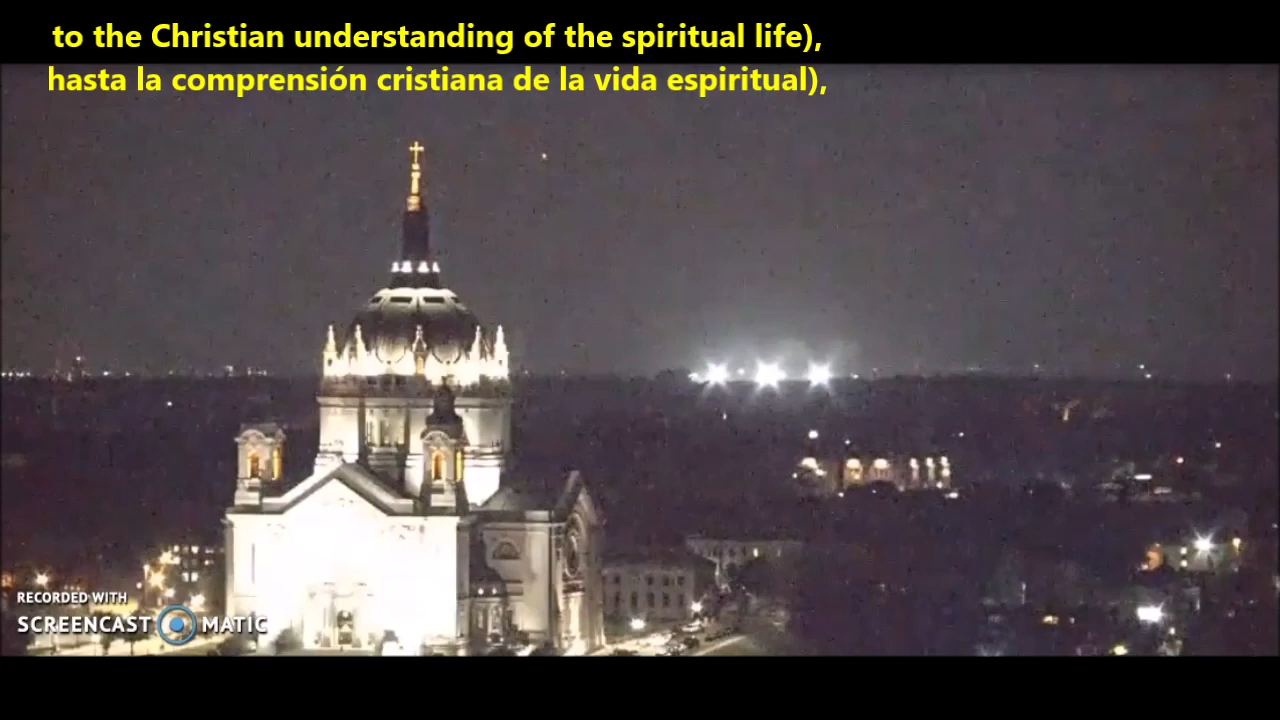 to the Christian understanding of the spiritual life),
hasta la comprensión cristiana de la vida espiritual),
RECORDED WITH
SCREENCAST MATIC